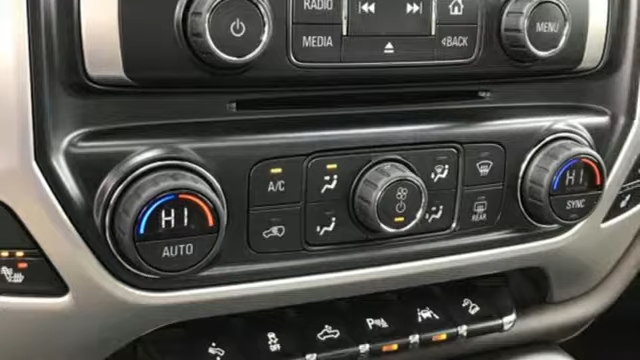 RADIO
MENU
MEDIA
BACK
A/C
HI
HI
AUTO
SYNC
REAR